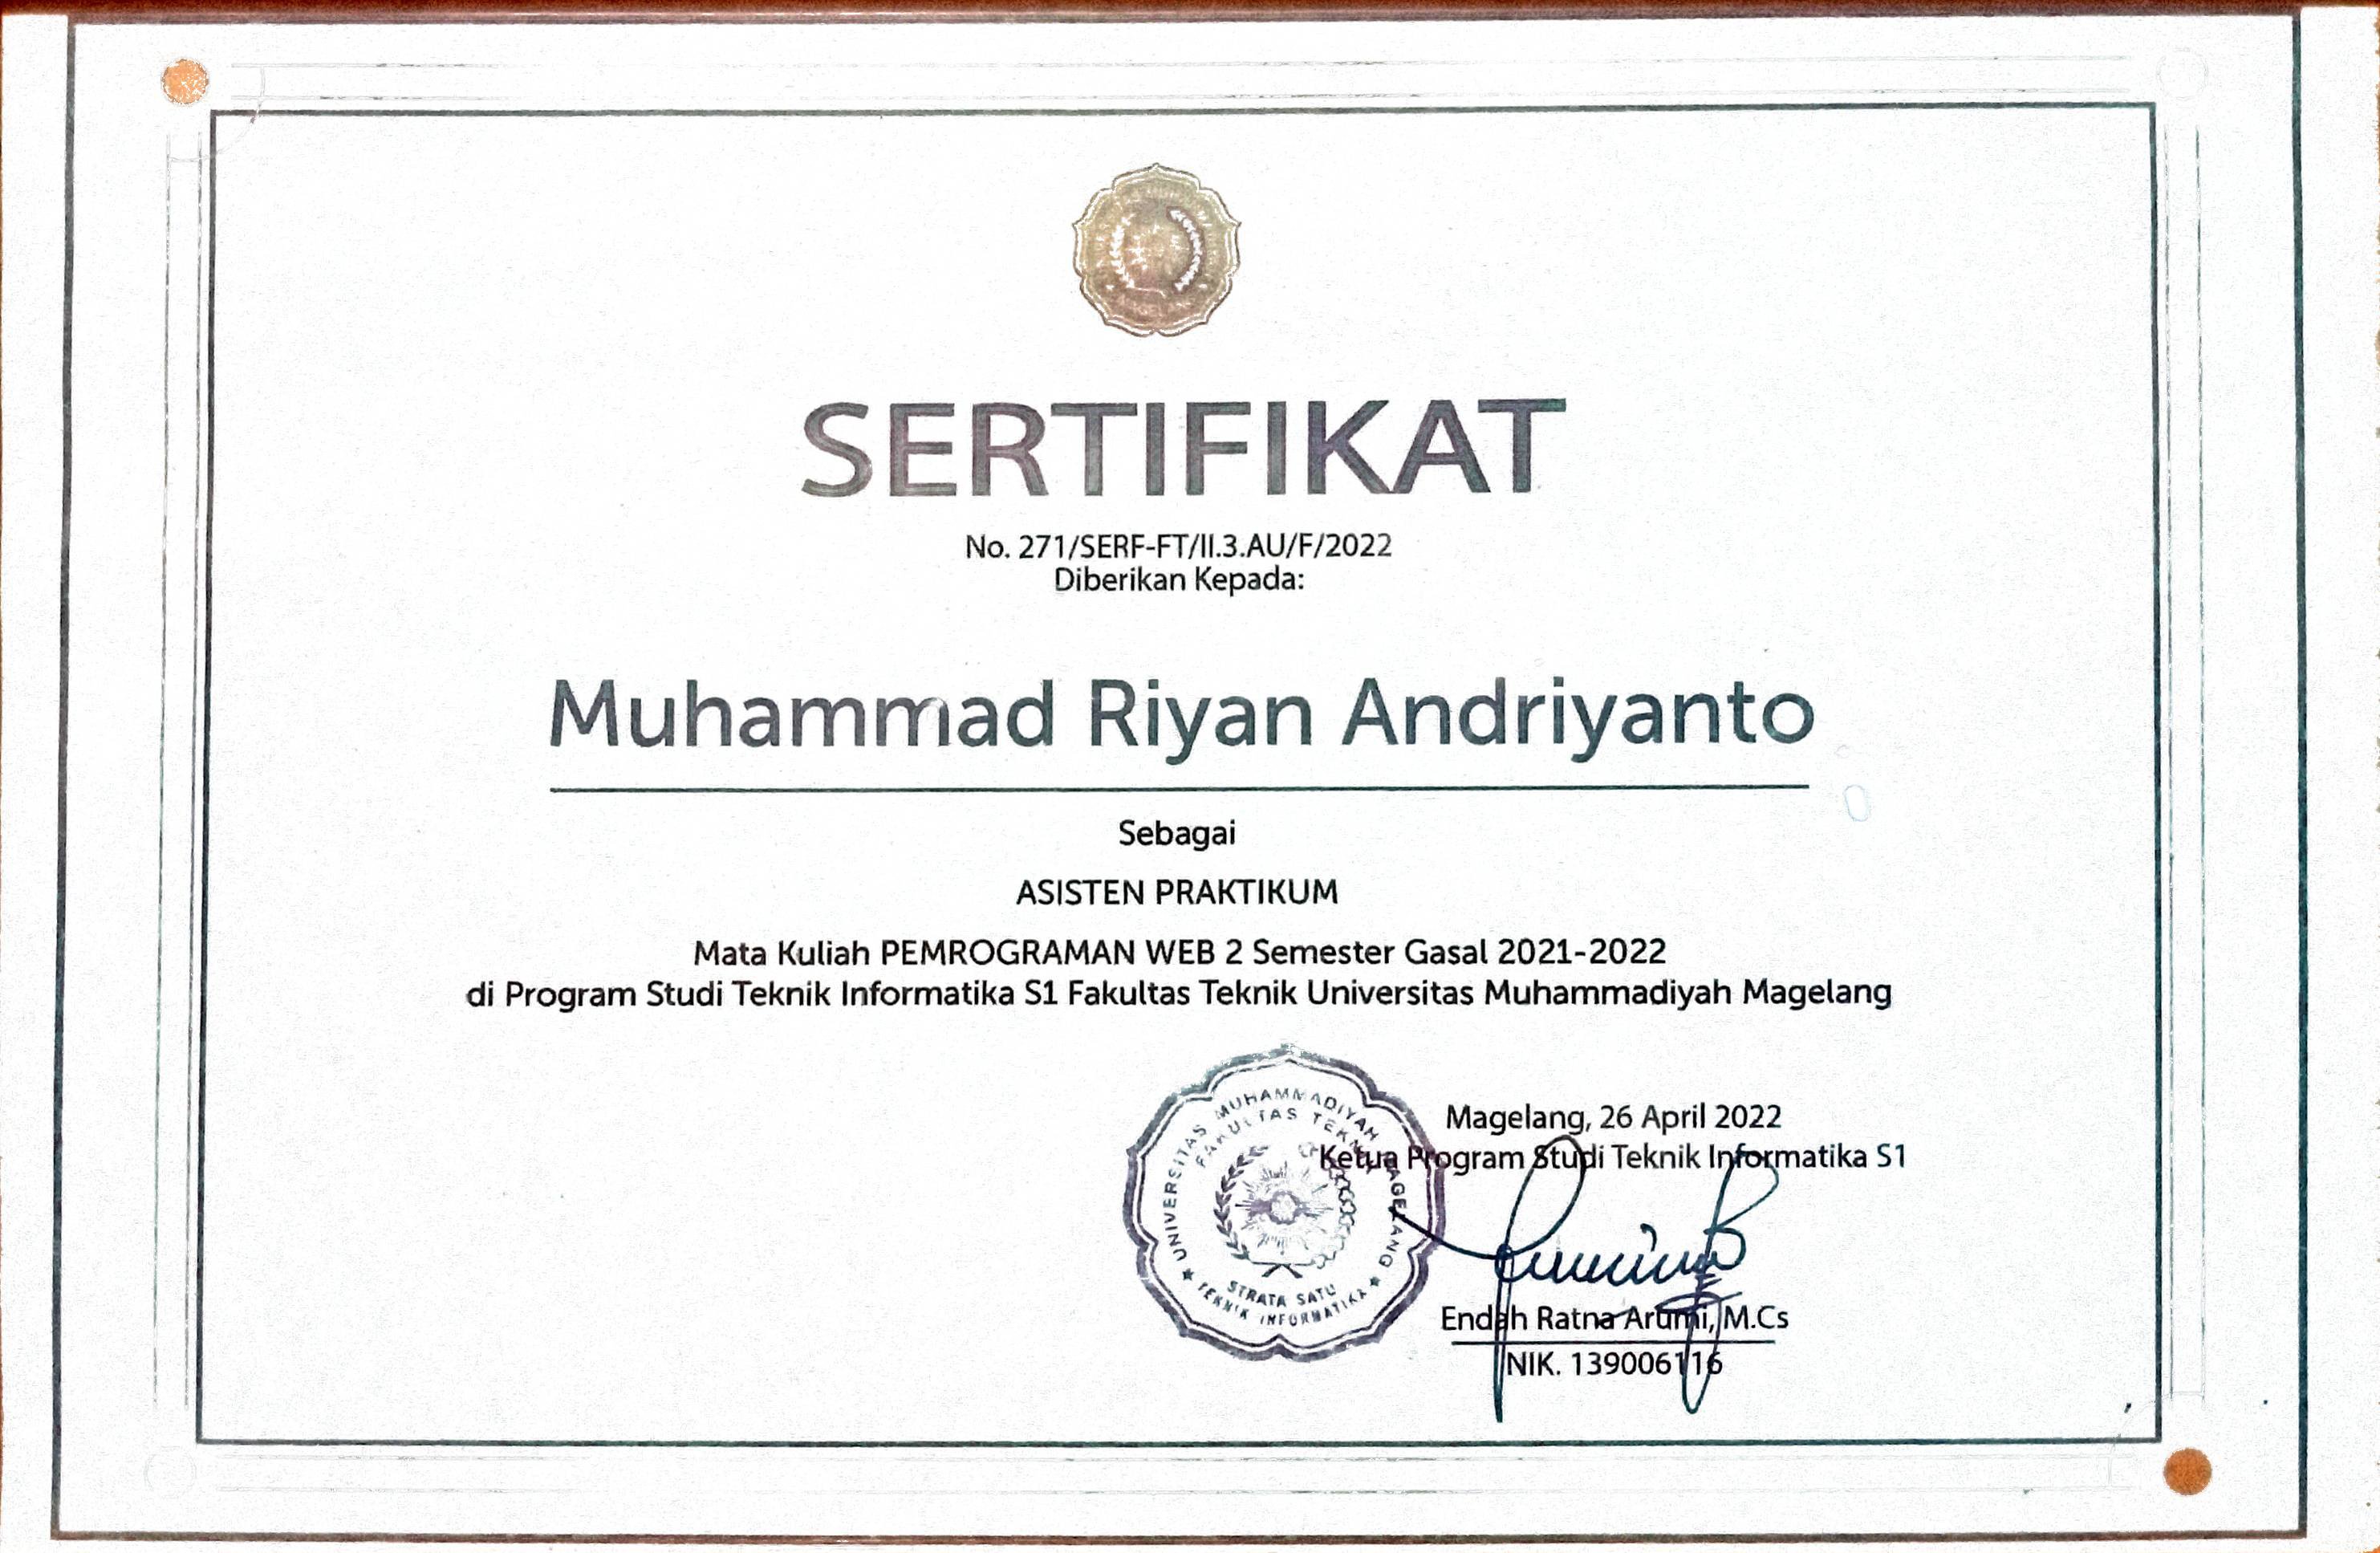 SERTIFIKAT
No. 271/SERF-FT/II.3.AU/F/2022
Diberikan Kepada:
Muhammad Riyan Andriyanto
Sebagai
ASISTEN PRAKTIKUM
Mata Kuliah PEMROGRAMAN WEB 2 Semester Gasal 2021-2022
di Program Studi Teknik Informatika S1 Fakultas Teknik Universitas Muhammadiyah Magelang
Magelang, 26 April 2022
Ketua Program Studi Teknik Informatika S1
UNIVERSITAS MUHAMMADIYAH MAGELANG
FAKULTAS TEKNIK
STRATA SATU
TEKNIK INFORMATIKA
Endah Ratna Arumi, M.Cs
NIK. 139006116